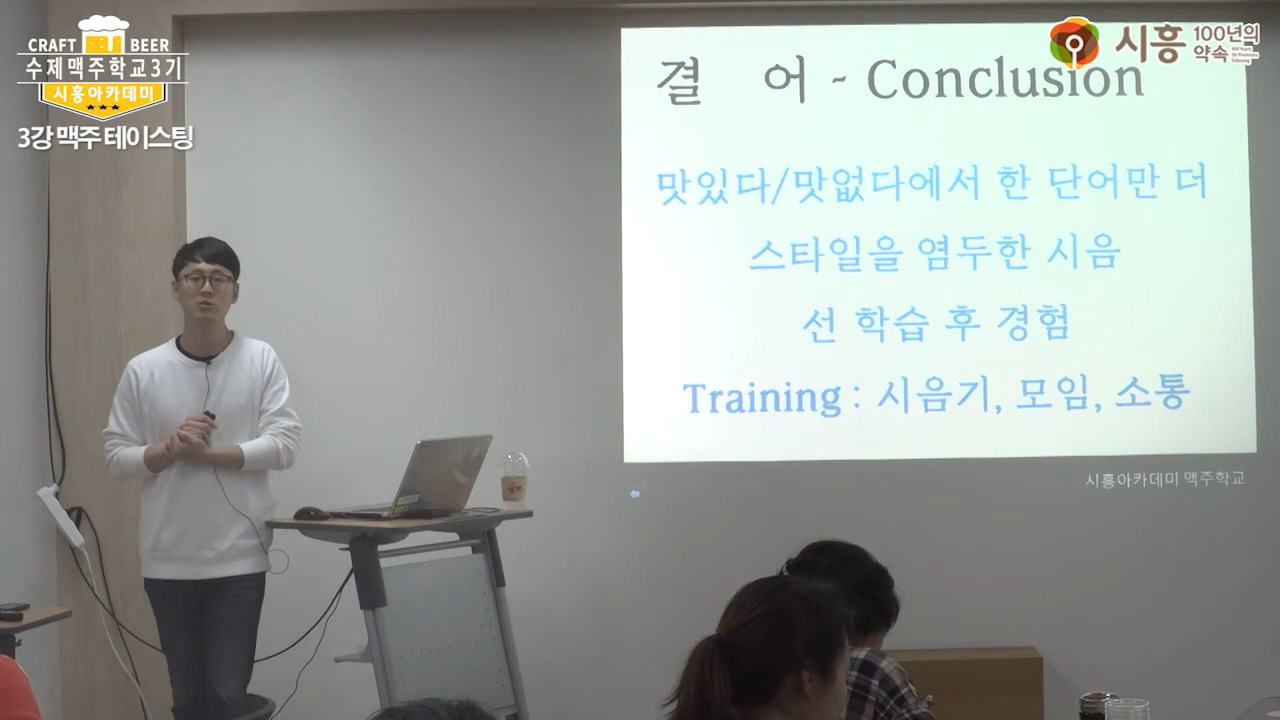 CRAFT BEER
수제맥주학교3기
시흥아카데미
3강 맥주 테이스팅
시흥 100년의 약속
결 어 - Conclusion
맛있다/맛없다에서 한 단어만 더
스타일을 염두한 시음
선 학습 후 경험
Training : 시음기, 모임, 소통
시흥아카데미 맥주학교